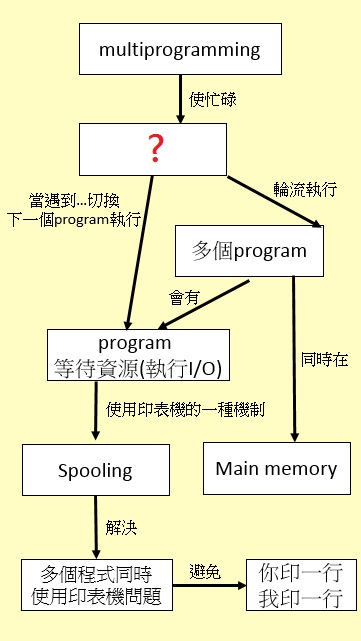 multiprogramming
使忙碌
?
當遇到...切換
下一個program執行
輪流執行
多個program
會有
program
等待資源(執行I/O)
同時在
使用印表機的一種機制
Spooling
Main memory
解決
多個程式同時
使用印表機問題
避免
你印一行
我印一行